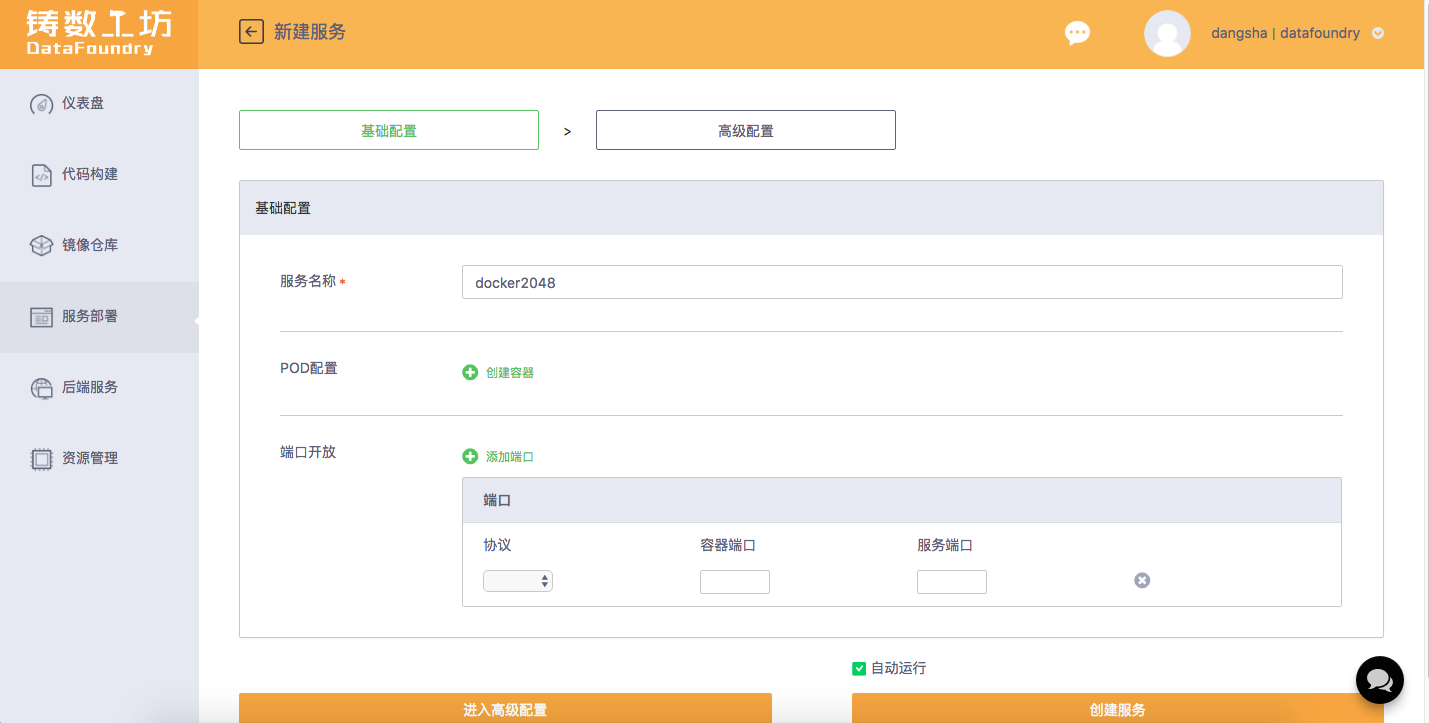 铸数工坊
DataFoundry
新建服务
dangsha | datafoundry
仪表盘
代码构建
镜像仓库
服务部署
后端服务
资源管理
基础配置
>
高级配置
基础配置
服务名称*
docker2048
POD配置
创建容器
端口开放
添加端口
端口
协议
容器端口
服务端口
自动运行
进入高级配置
创建服务